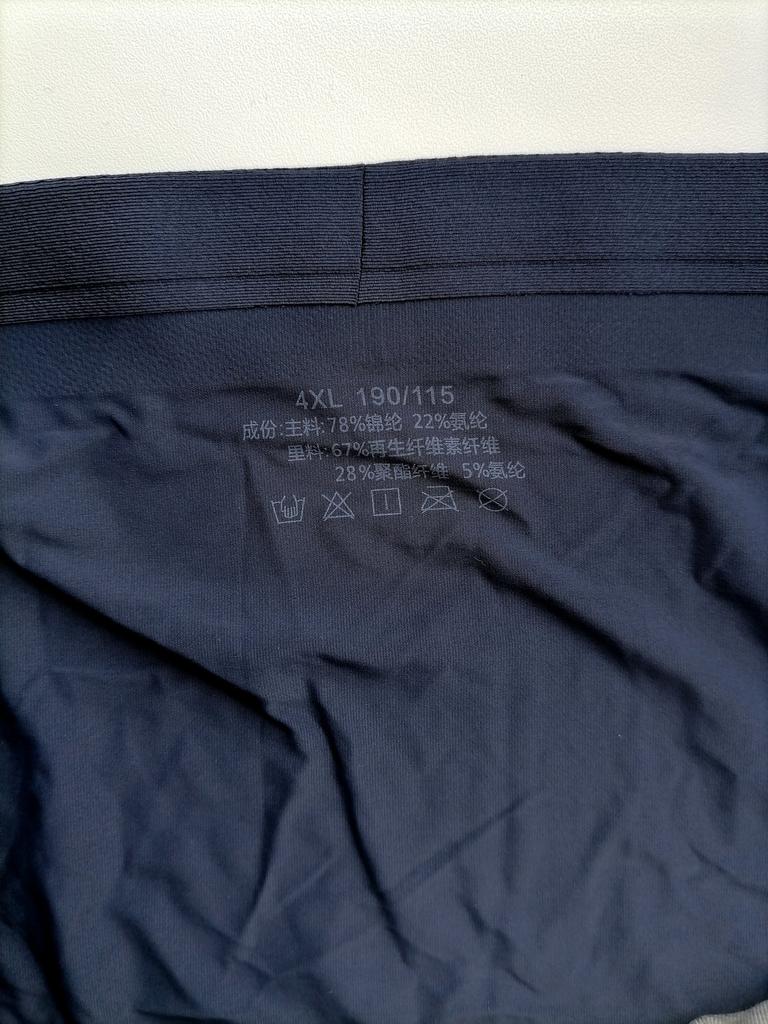 4XL 190/115
成份:主料:78%锦纶 22%氨纶
里料:67%再生纤维素纤维
28%聚酯纤维 5%氨纶